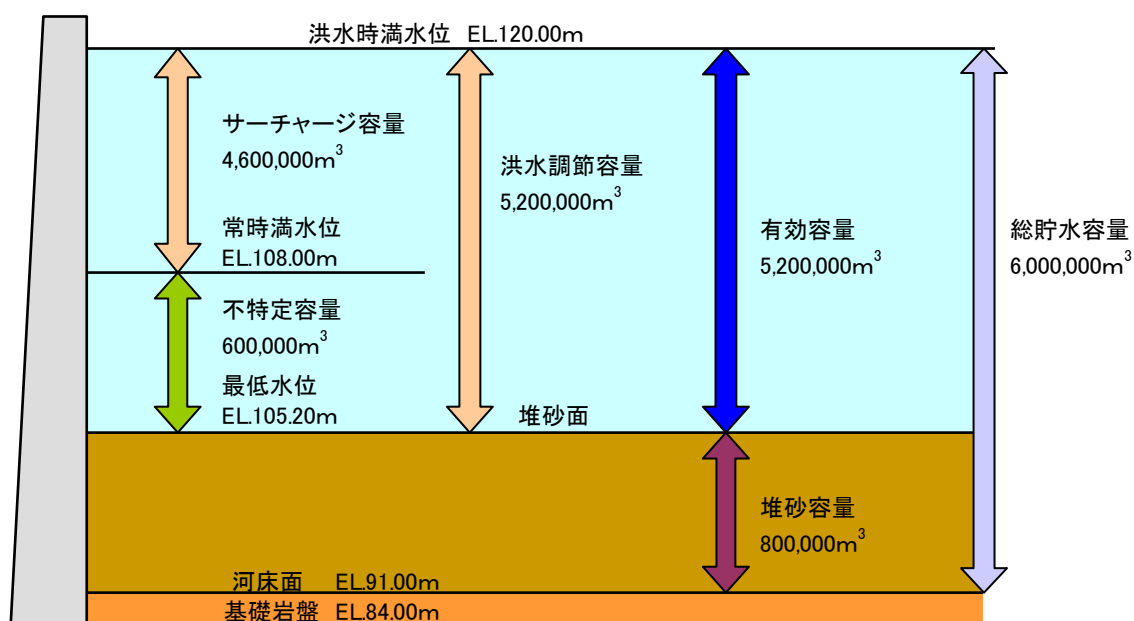 洪水時満水位 EL.120.00m
サーチャージ容量
4,600,000m³
洪水調節容量
5,200,000m³
常時満水位
EL.108.00m
有効容量
5,200,000m³
総貯水容量
6,000,000m³
不特定容量
600,000m³
最低水位
EL.105.20m
堆砂面
堆砂容量
800,000m³
河床面 EL.91.00m
基礎岩盤 EL.84.00m